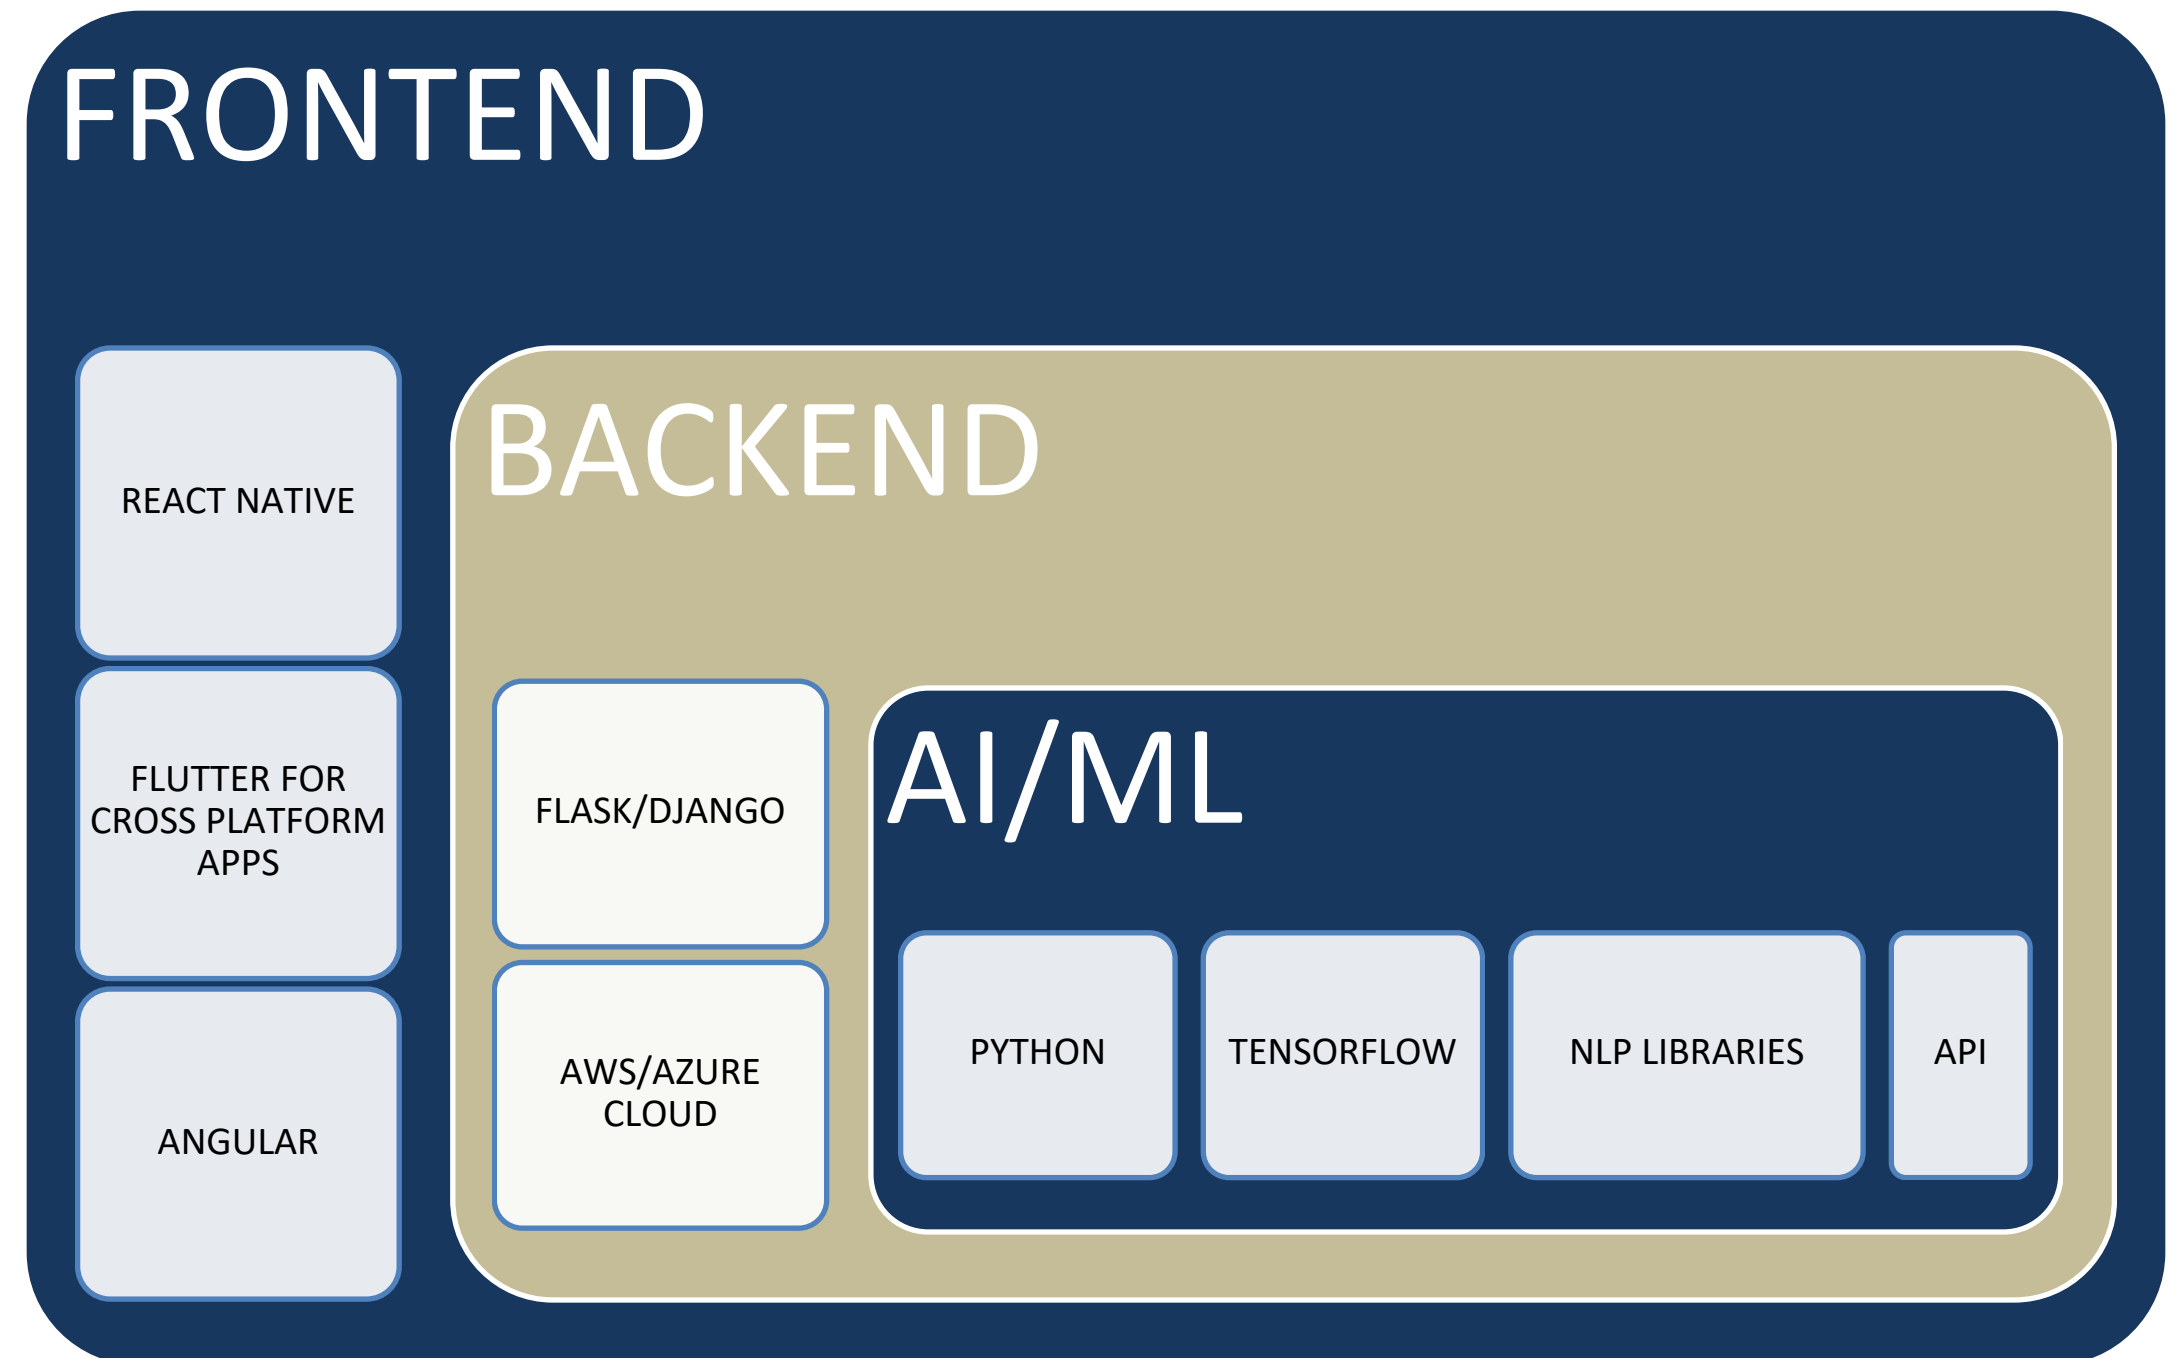 FRONTEND
REACT NATIVE
FLUTTER FOR
CROSS PLATFORM
APPS
ANGULAR
BACKEND
FLASK/DJANGO
AWS/AZURE
CLOUD
AI/ML
PYTHON
TENSORFLOW
NLP LIBRARIES
API